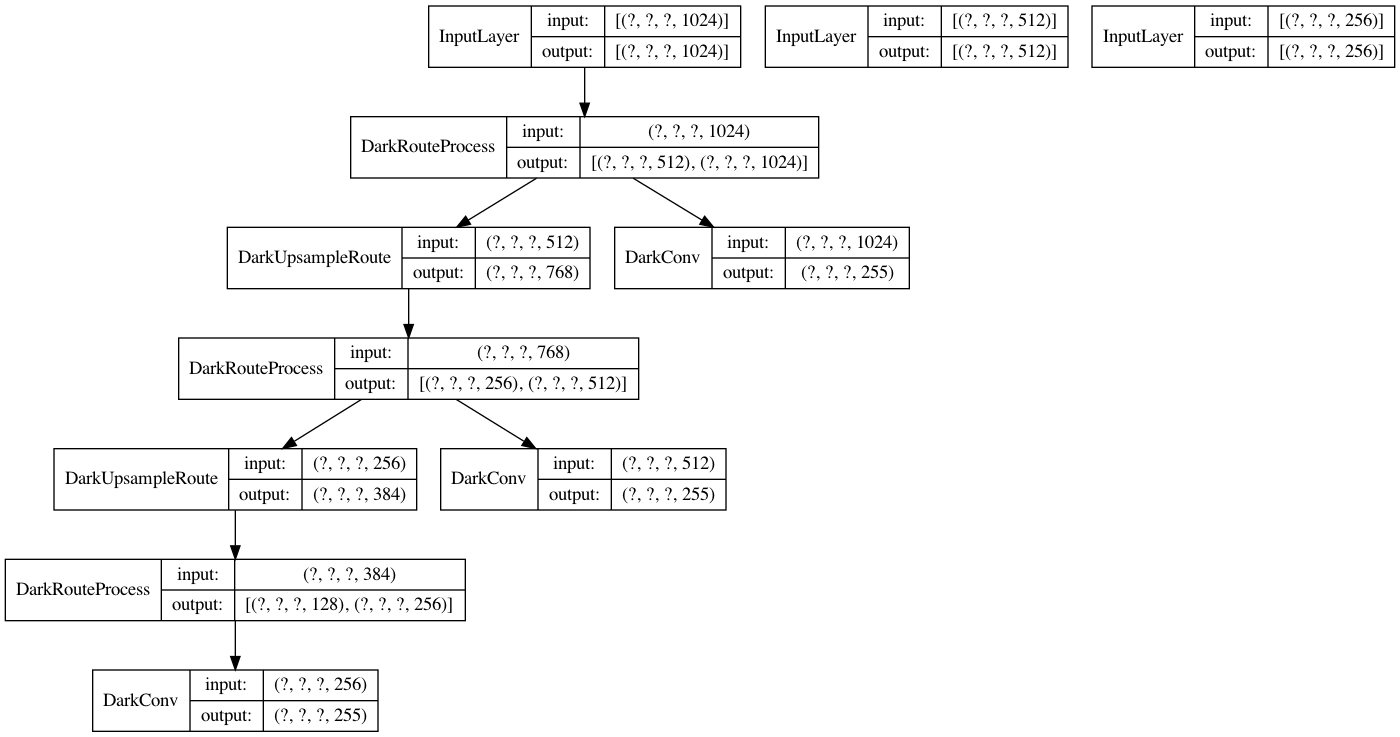 InputLayer
input: [(?, ?, ?, 1024)]
output: [(?, ?, ?, 1024)]
InputLayer
input: [(?, ?, ?, 512)]
output: [(?, ?, ?, 512)]
InputLayer
input: [(?, ?, ?, 256)]
output: [(?, ?, ?, 256)]
DarkRouteProcess
input: (?, ?, ?, 1024)
output: [(?, ?, ?, 512), (?, ?, ?, 1024)]
DarkUpsampleRoute
input: (?, ?, ?, 512)
output: (?, ?, ?, 768)
DarkConv
input: (?, ?, ?, 1024)
output: (?, ?, ?, 255)
DarkRouteProcess
input: (?, ?, ?, 768)
output: [(?, ?, ?, 256), (?, ?, ?, 512)]
DarkUpsampleRoute
input: (?, ?, ?, 256)
output: (?, ?, ?, 384)
DarkConv
input: (?, ?, ?, 512)
output: (?, ?, ?, 255)
DarkRouteProcess
input: (?, ?, ?, 384)
output: [(?, ?, ?, 128), (?, ?, ?, 256)]
DarkConv
input: (?, ?, ?, 256)
output: (?, ?, ?, 255)